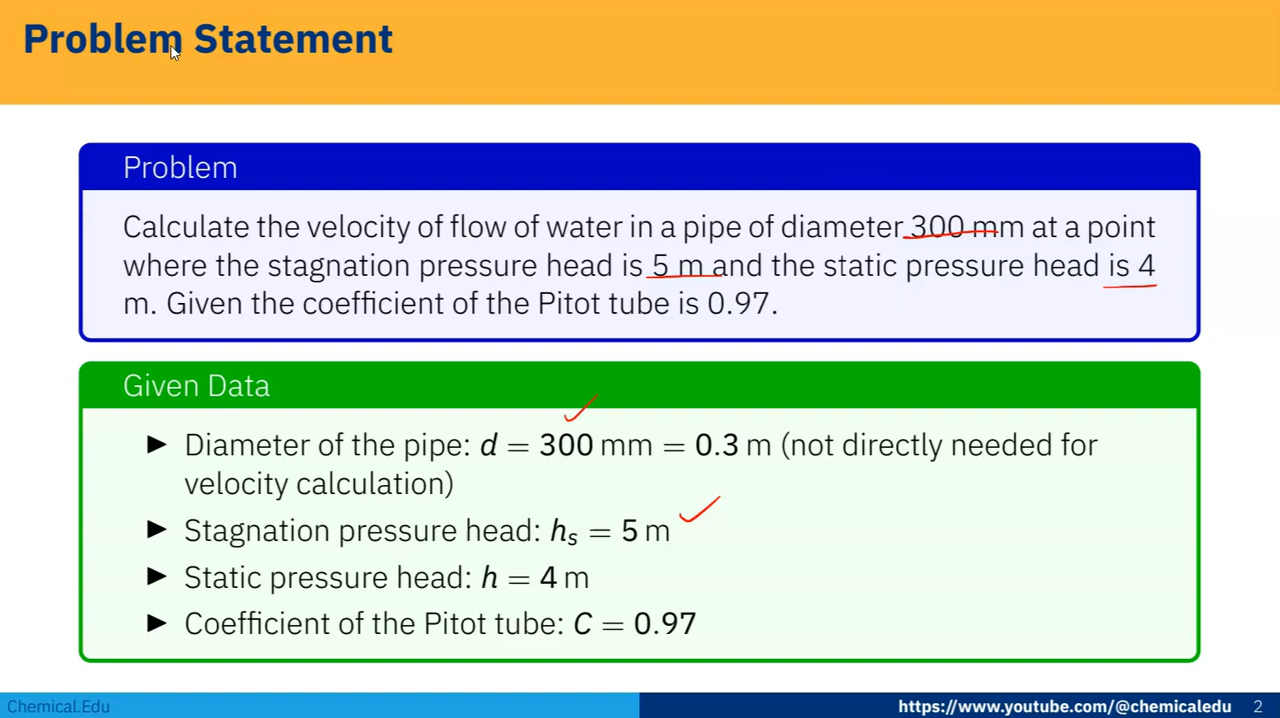 Problem Statement
Problem
Calculate the velocity of flow of water in a pipe of diameter 300 mm at a point
where the stagnation pressure head is 5 m and the static pressure head is 4
m. Given the coefficient of the Pitot tube is 0.97.
Given Data
▶ Diameter of the pipe: d = 300 mm = 0.3 m (not directly needed for
velocity calculation)
▶ Stagnation pressure head: hₛ = 5 m
▶ Static pressure head: h = 4 m
▶ Coefficient of the Pitot tube: C = 0.97
Chemical.Edu https://www.youtube.com/@chemicaledu 2